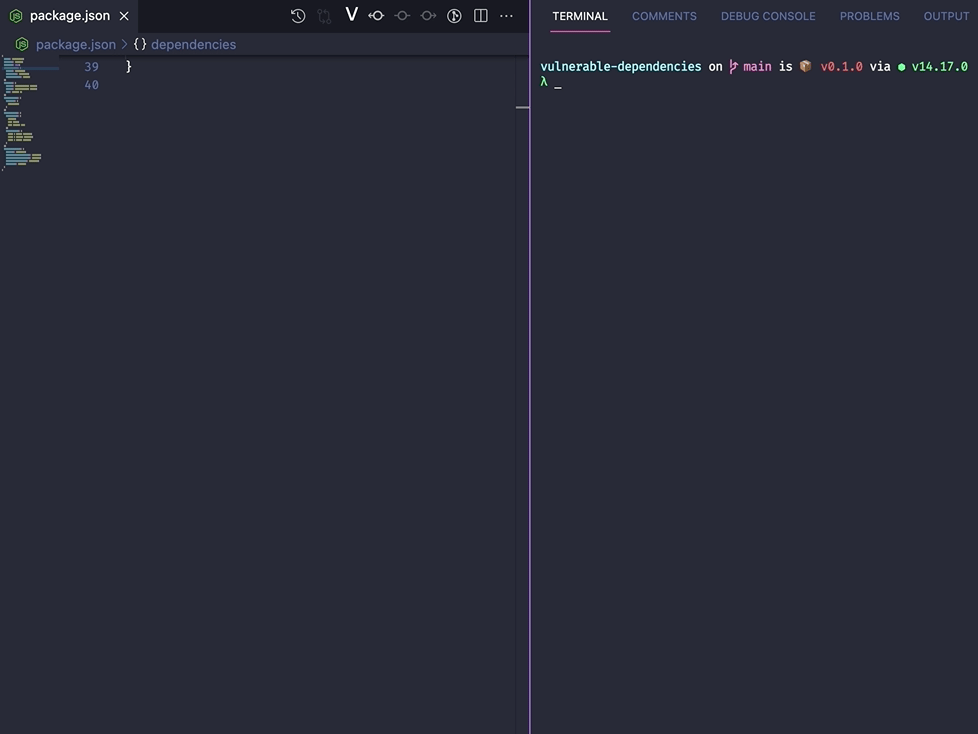 package.json
package.json > {} dependencies
39 }
40
TERMINAL COMMENTS DEBUG CONSOLE PROBLEMS OUTPUT
vulnerable-dependencies on main is 📦 v0.1.0 via ● v14.17.0
λ _